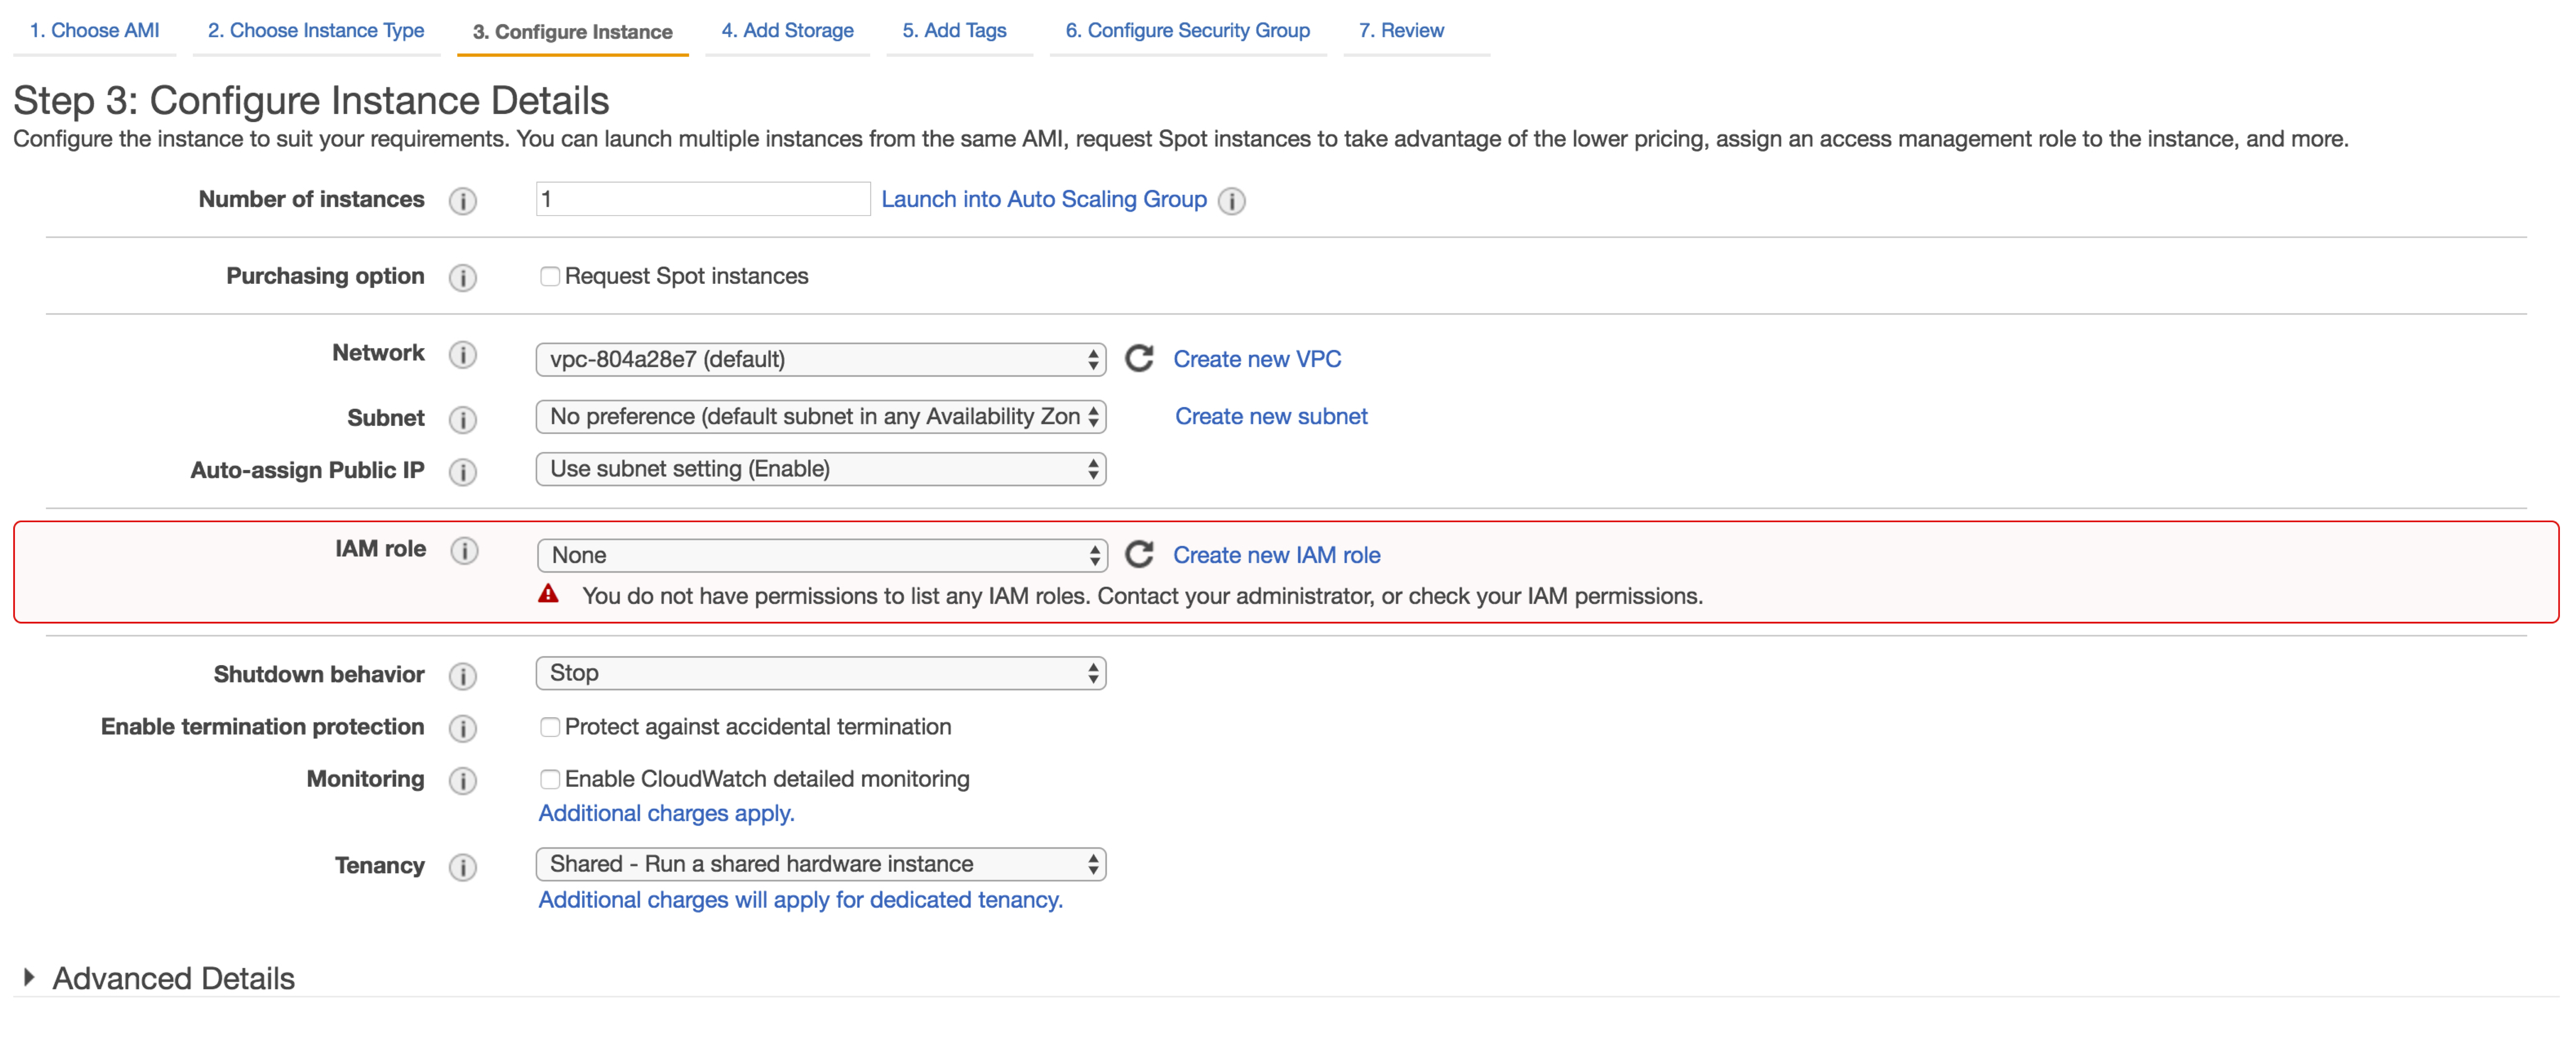 1. Choose AMI 2. Choose Instance Type 3. Configure Instance 4. Add Storage 5. Add Tags 6. Configure Security Group 7. Review
Step 3: Configure Instance Details
Configure the instance to suit your requirements. You can launch multiple instances from the same AMI, request Spot instances to take advantage of the lower pricing, assign an access management role to the instance, and more.
Number of instances i 1 Launch into Auto Scaling Group i
Purchasing option i Request Spot instances
Network i vpc-804a28e7 (default) Create new VPC
Subnet i No preference (default subnet in any Availability Zon Create new subnet
Auto-assign Public IP i Use subnet setting (Enable)
IAM role i None Create new IAM role
You do not have permissions to list any IAM roles. Contact your administrator, or check your IAM permissions.
Shutdown behavior i Stop
Enable termination protection i Protect against accidental termination
Monitoring i Enable CloudWatch detailed monitoring
Additional charges apply.
Tenancy i Shared - Run a shared hardware instance
Additional charges will apply for dedicated tenancy.
Advanced Details